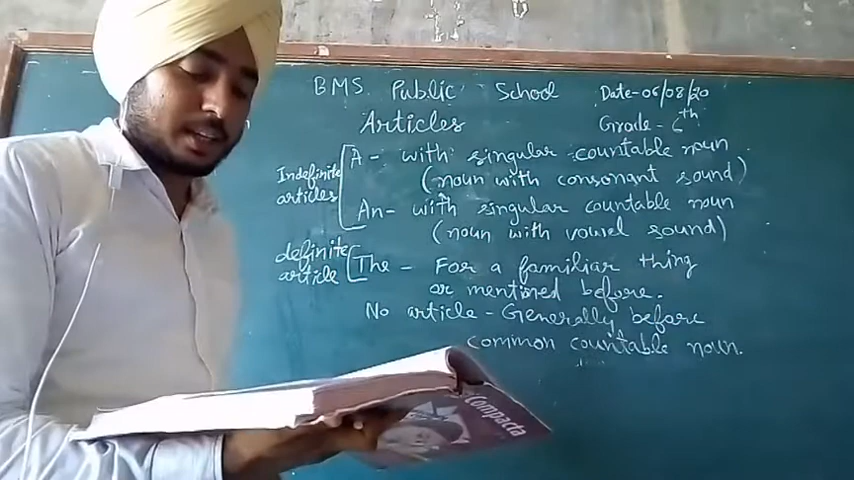 BMS Public School Date-06/08/20
Articles Grade-6th
Indefinite articles
A - with singular countable noun
(noun with consonant sound)
An- with singular countable noun
(noun with vowel sound)
definite article
The - For a familiar thing
or mentioned before.
No article - Generally before
common countable noun.
Compacta